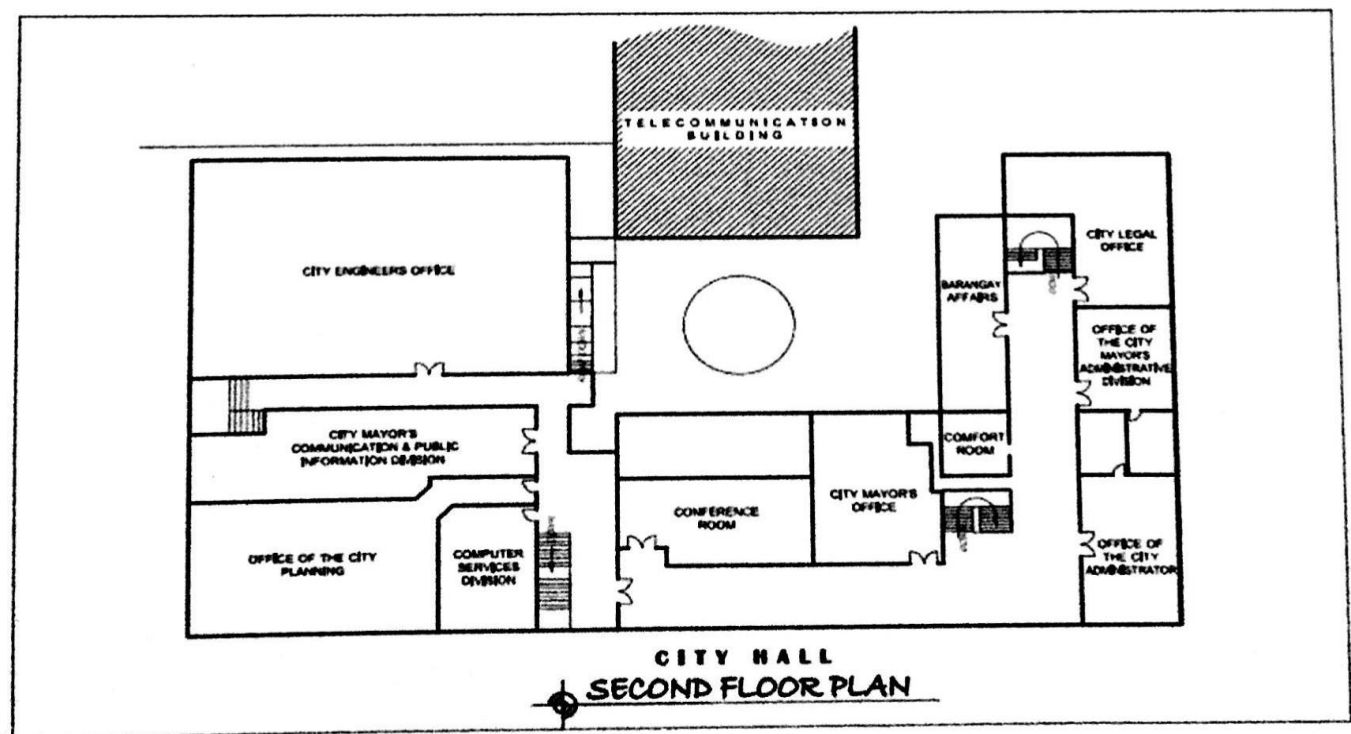 TELECOMMUNICATION
BUILDING
CITY ENGINEERS OFFICE
CITY LEGAL
OFFICE
BARANGAY
AFFAIRS
OFFICE OF
THE CITY
MAYOR'S
ADMINISTRATIVE
DIVISION
CITY MAYOR'S
COMMUNICATION & PUBLIC
INFORMATION DIVISION
COMFORT
ROOM
CONFERENCE
ROOM
CITY MAYOR'S
OFFICE
OFFICE OF THE CITY
PLANNING
COMPUTER
SERVICES
DIVISION
OFFICE OF
THE CITY
ADMINISTRATOR
CITY HALL
SECOND FLOOR PLAN